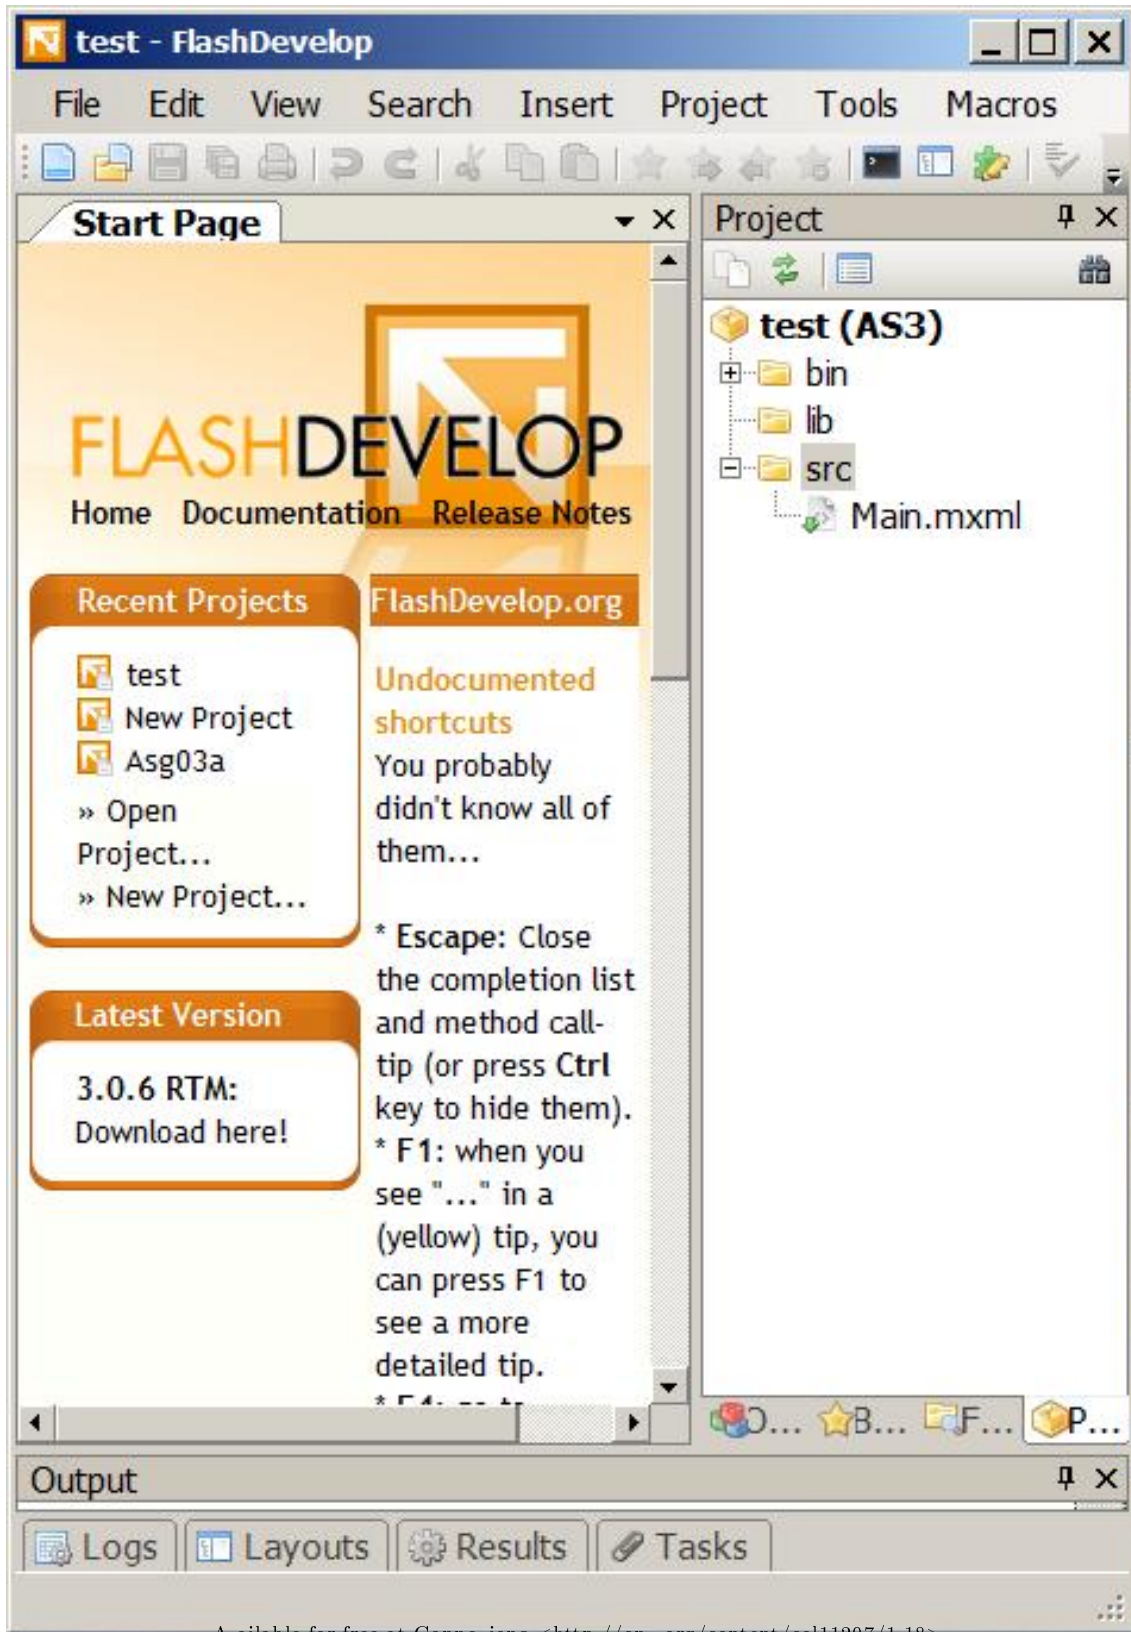 test - FlashDevelop
File Edit View Search Insert Project Tools Macros
Start Page
FLASHDEVELOP
Home Documentation Release Notes
Recent Projects
test
New Project
Asg03a
» Open
Project...
» New Project...
Latest Version
3.0.6 RTM:
Download here!
FlashDevelop.org
Undocumented
shortcuts
You probably
didn't know all of
them...
* Escape: Close
the completion list
and method call-
tip (or press Ctrl
key to hide them).
* F1: when you
see "..." in a
(yellow) tip, you
can press F1 to
see a more
detailed tip.
Project
test (AS3)
bin
lib
src
Main.mxml
O... B... F... P...
Output
Logs Layouts Results Tasks